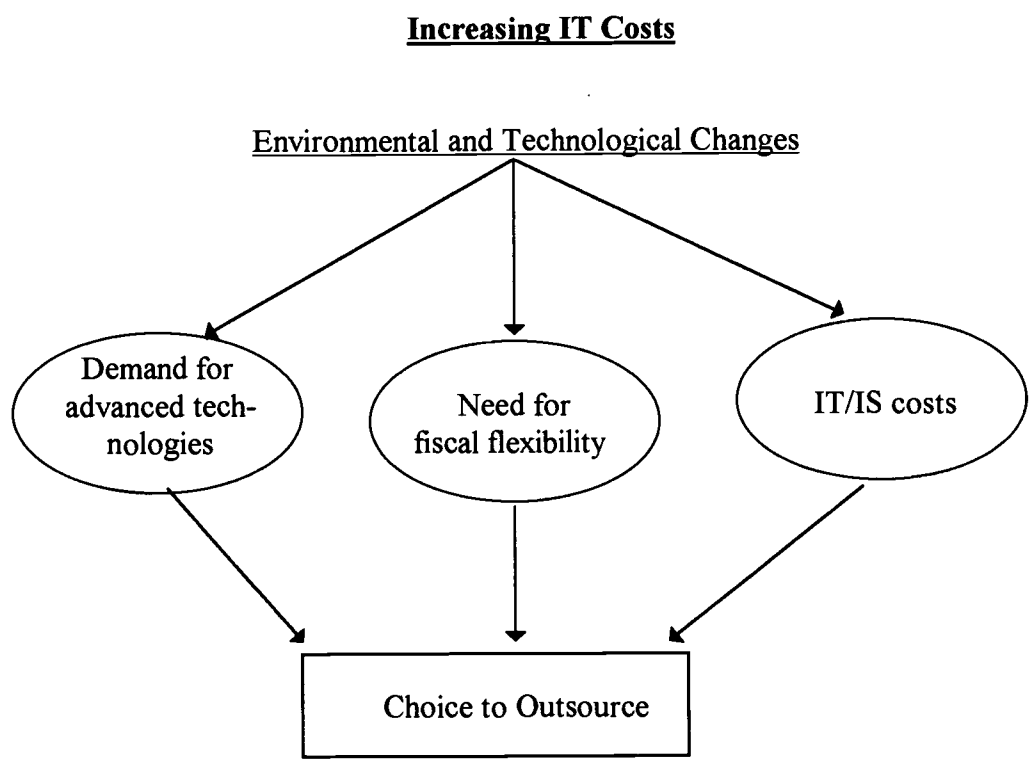 Increasing IT Costs
Environmental and Technological Changes
Demand for
advanced tech-
nologies
Need for
fiscal flexibility
IT/IS costs
Choice to Outsource